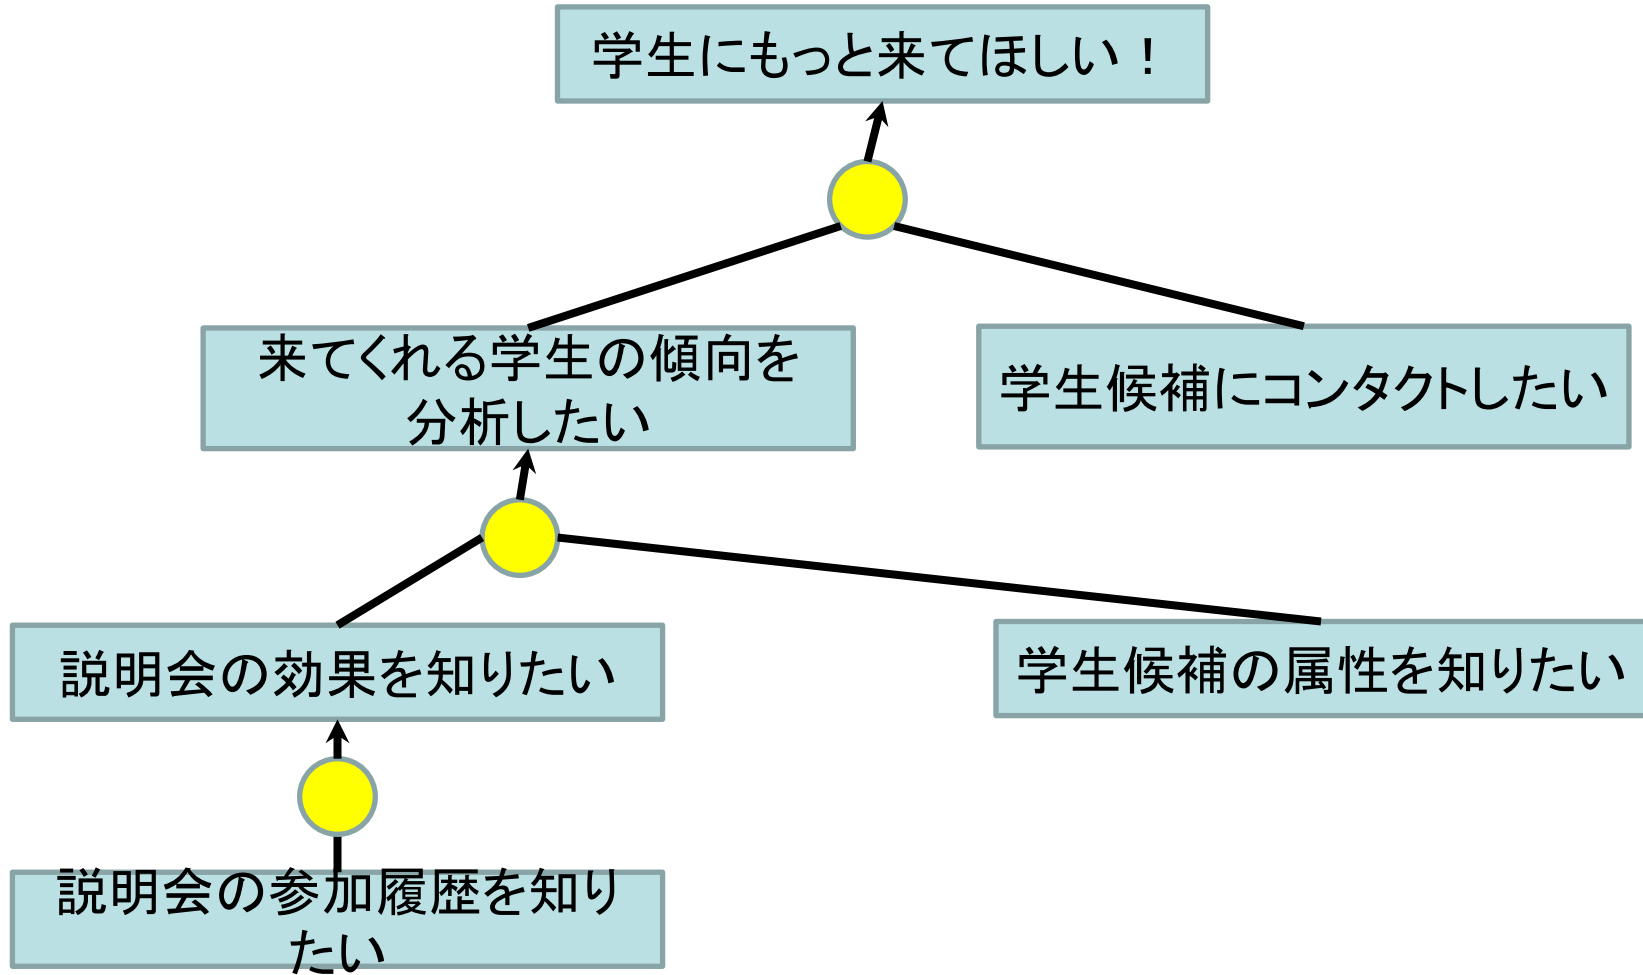 学生にもっと来てほしい！
来てくれる学生の傾向を
分析したい
学生候補にコンタクトしたい
説明会の効果を知りたい
学生候補の属性を知りたい
説明会の参加履歴を知り
たい